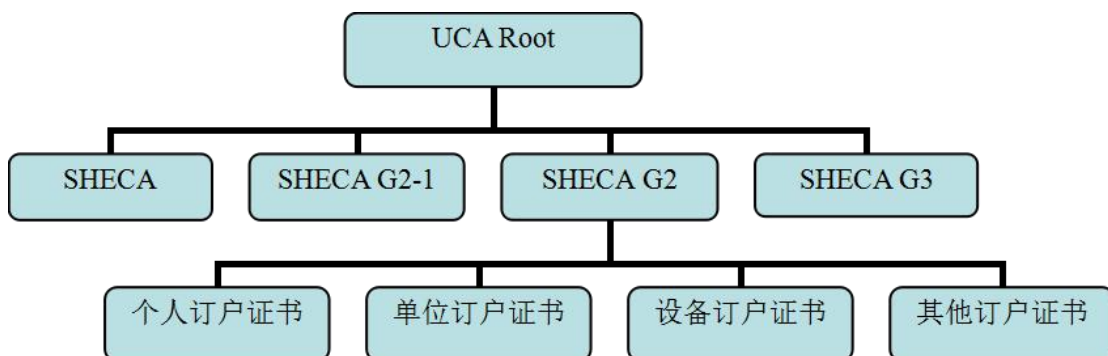 UCA Root
SHECA
SHECA G2-1
SHECA G2
SHECA G3
个人订户证书
单位订户证书
设备订户证书
其他订户证书